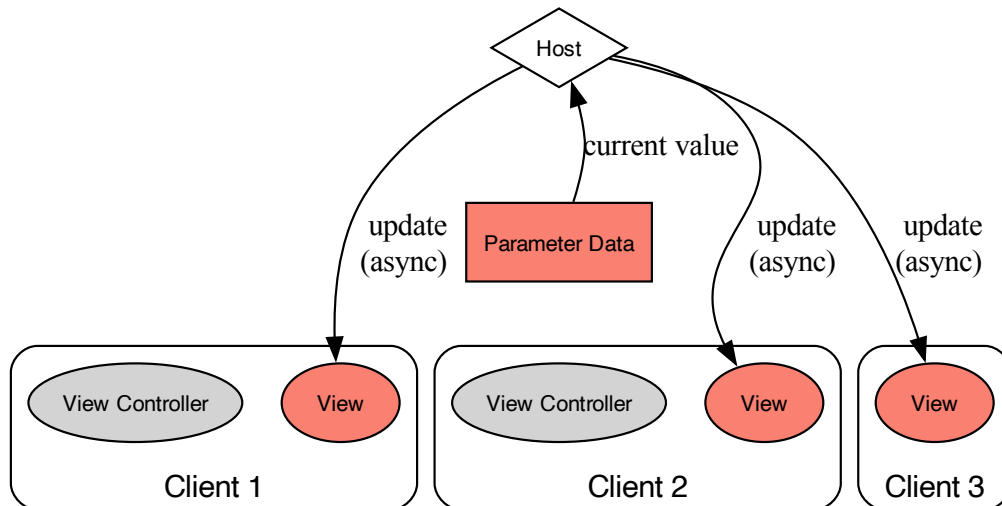 Host
current value
update
(async)
Parameter Data
update
(async)
update
(async)
View Controller
View
View Controller
View
View
Client 1
Client 2
Client 3